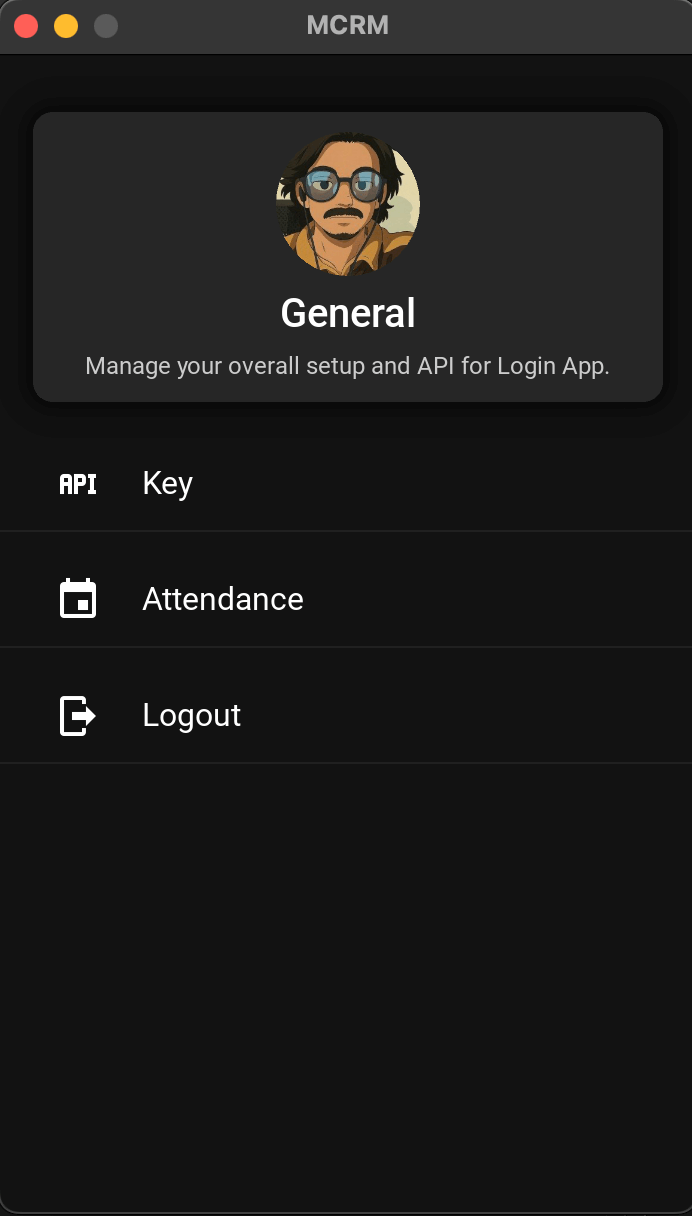 MCRM
General
Manage your overall setup and API for Login App.
API Key
Attendance
Logout